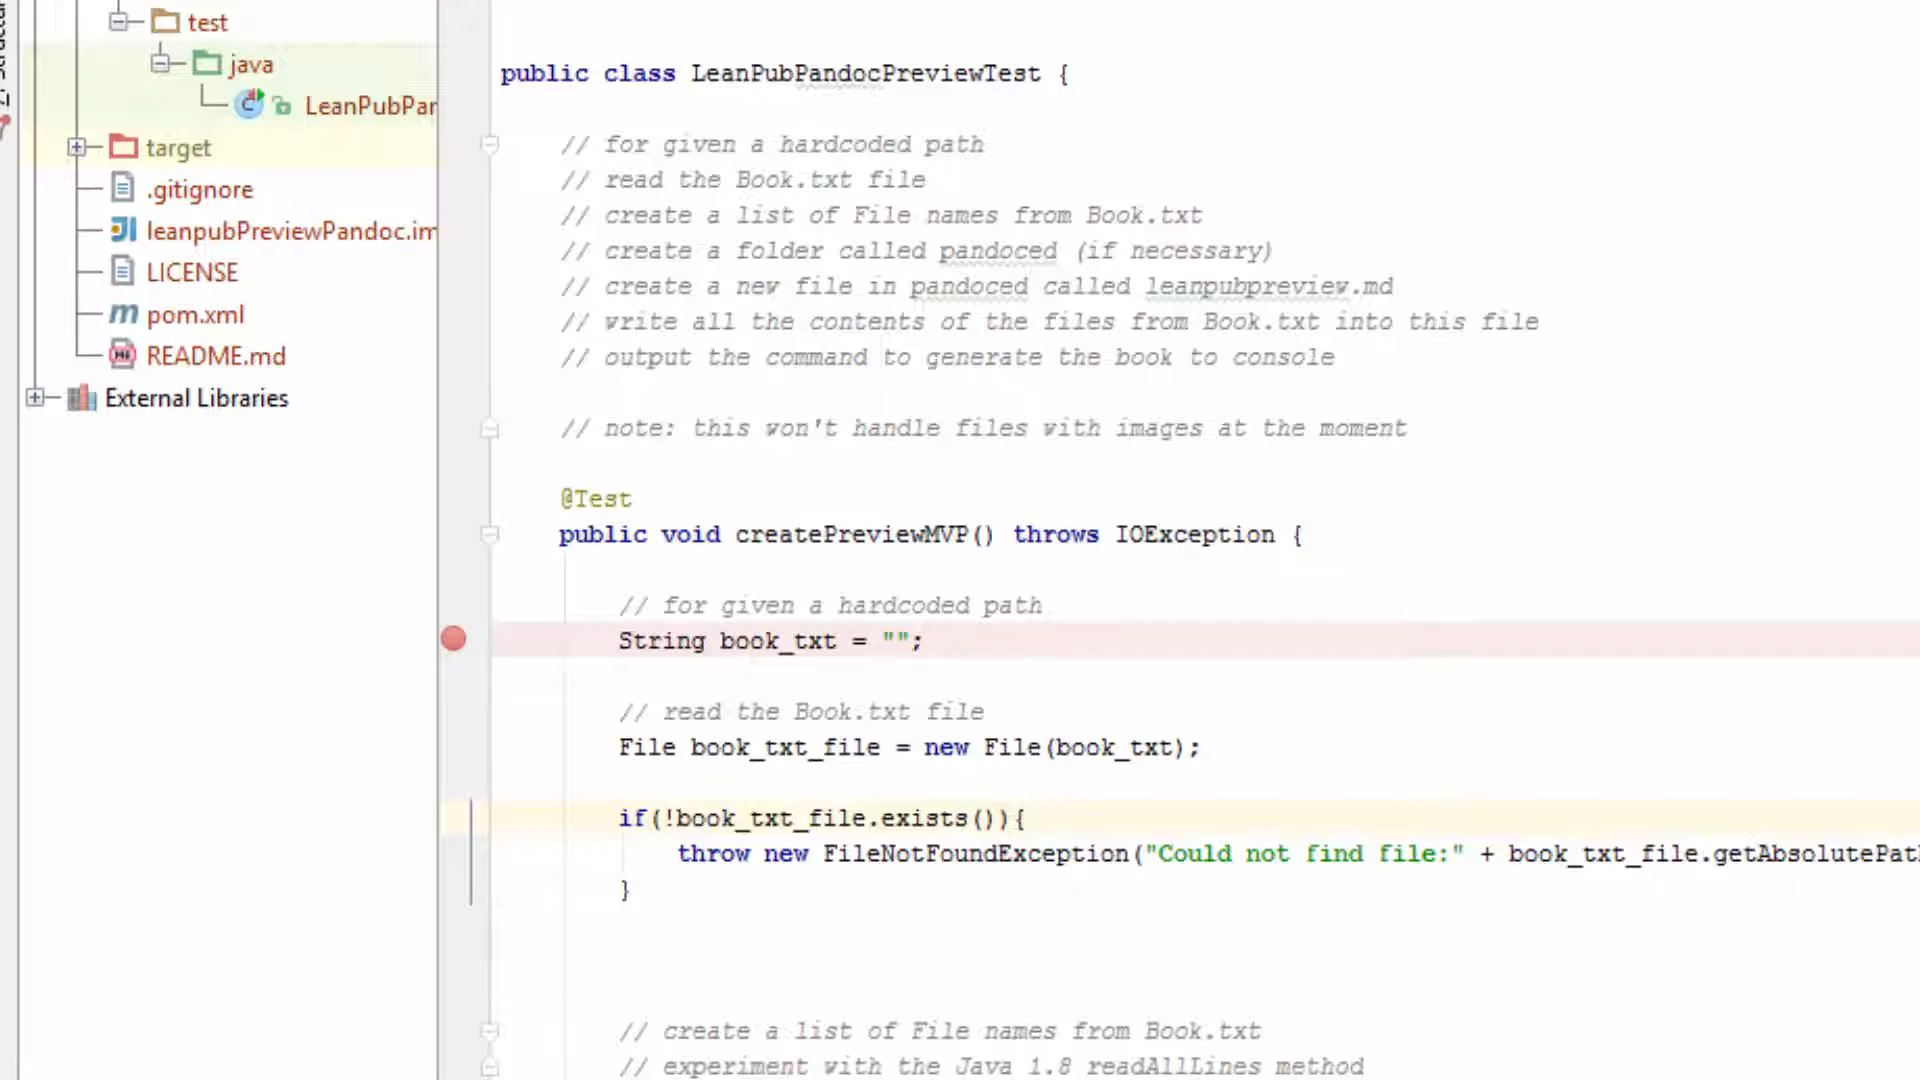 test
java
LeanPubPar
target
.gitignore
leanpubPreviewPandoc.im
LICENSE
pom.xml
README.md
External Libraries
public class LeanPubPandocPreviewTest {
// for given a hardcoded path
// read the Book.txt file
// create a list of File names from Book.txt
// create a folder called pandoced (if necessary)
// create a new file in pandoced called leanpubpreview.md
// write all the contents of the files from Book.txt into this file
// output the command to generate the book to console
// note: this won't handle files with images at the moment
@Test
public void createPreviewMVP() throws IOException {
// for given a hardcoded path
String book_txt = "";
// read the Book.txt file
File book_txt_file = new File(book_txt);
if(!book_txt_file.exists()){
throw new FileNotFoundException("Could not find file:" + book_txt_file.getAbsolutePat
}
// create a list of File names from Book.txt
// experiment with the Java 1.8 readAllLines method